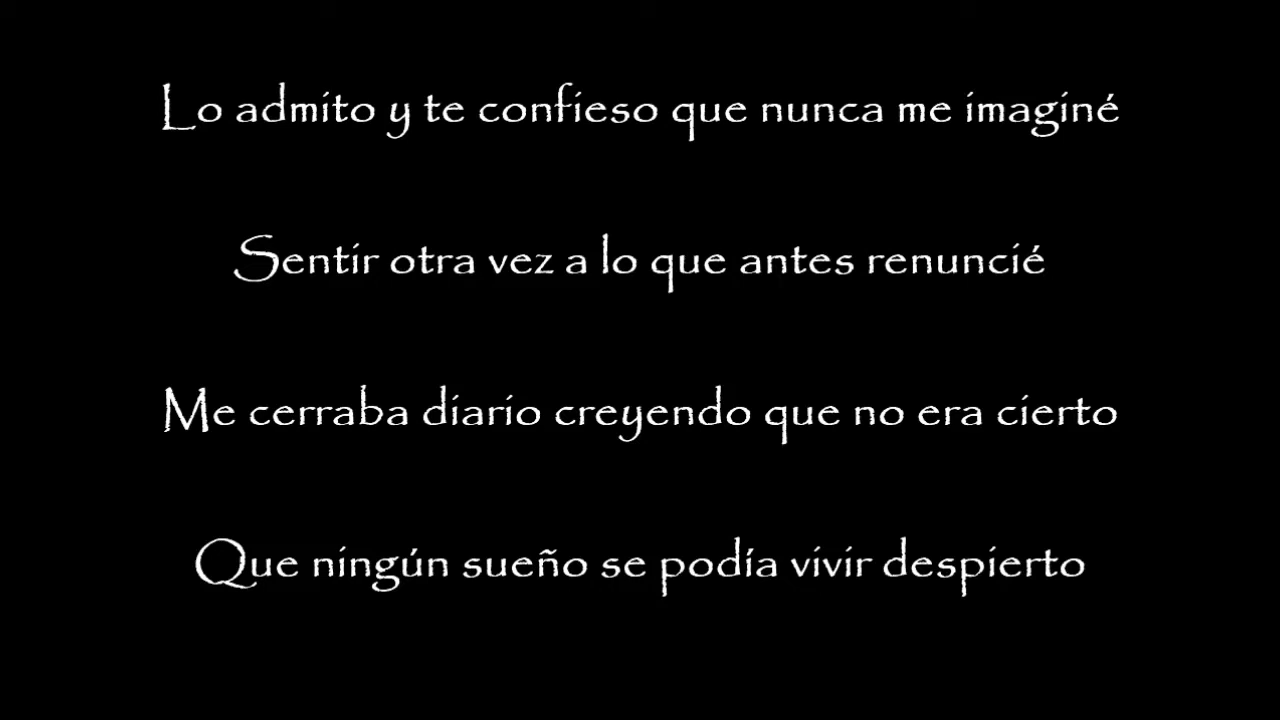 Lo admito y te confieso que nunca me imaginé
Sentir otra vez a lo que antes renuncié
Me cerraba diario creyendo que no era cierto
Que ningún sueño se podía vivir despierto